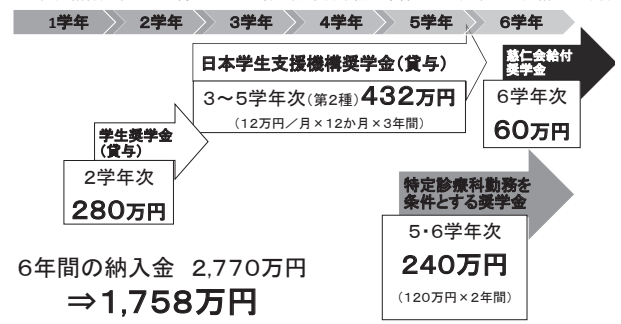 1学年 2学年 3学年 4学年 5学年 6学年
日本学生支援機構奨学金(貸与)
3～5学年次(第2種)432万円
(12万円／月×12か月×3年間)
慈仁会給付
奨学金
6学年次
60万円
学生奨学金
(貸与)
2学年次
280万円
特定診療科勤務を
条件とする奨学金
5・6学年次
240万円
(120万円×2年間)
6年間の納入金 2,770万円
⇒1,758万円